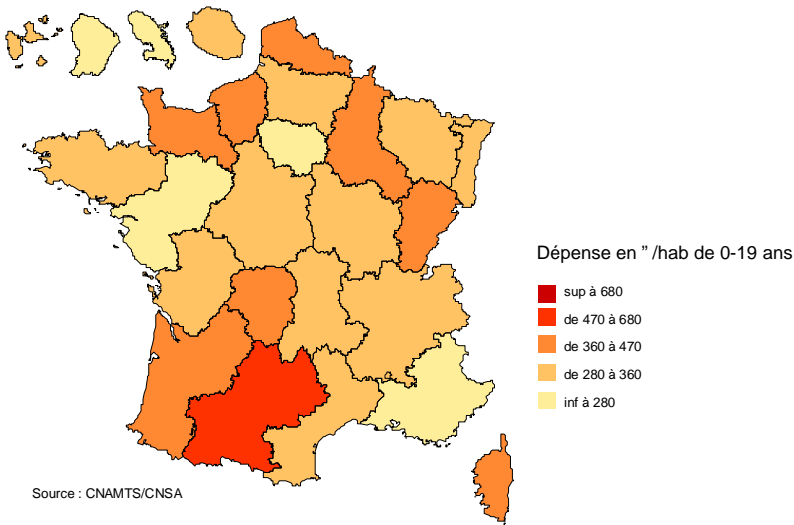 Dépense en ” /hab de 0-19 ans
sup à 680
de 470 à 680
de 360 à 470
de 280 à 360
inf à 280
Source : CNAMTS/CNSA